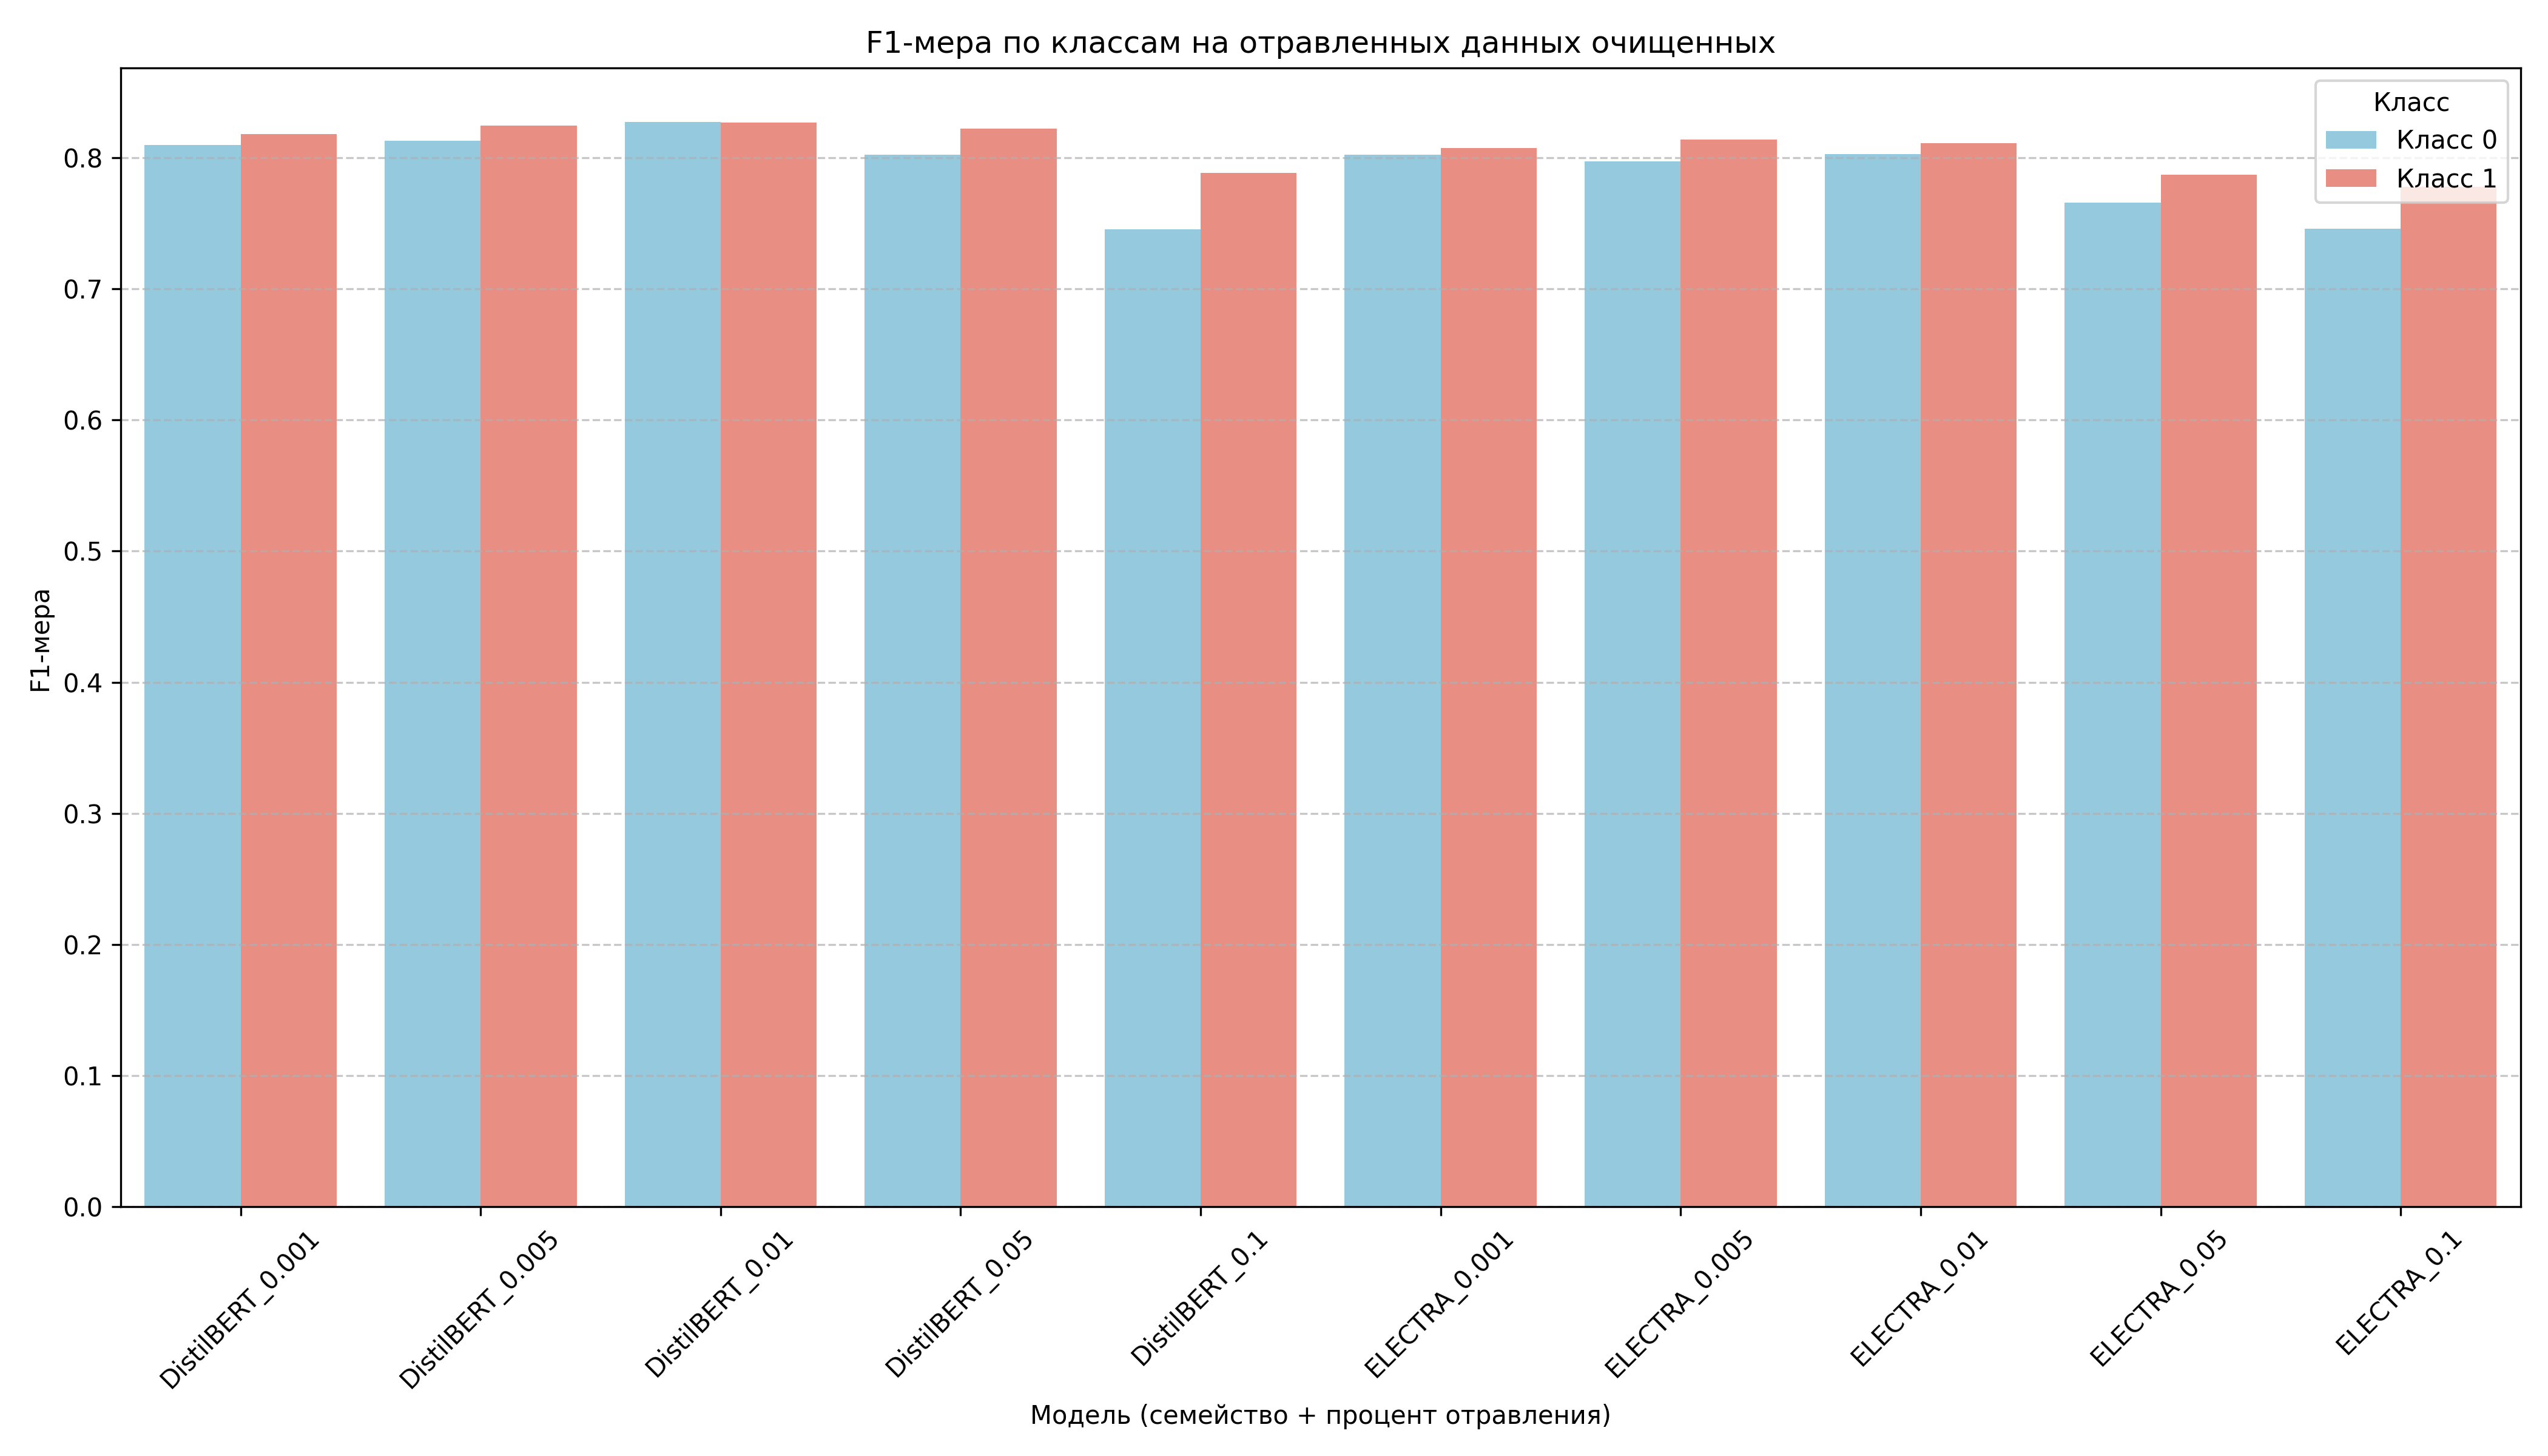 F1-мера по классам на отравленных данных очищенных
Класс
Класс 0
Класс 1
F1-мера
0.8
0.7
0.6
0.5
0.4
0.3
0.2
0.1
0.0
DistilBERT_0.001
DistilBERT_0.005
DistilBERT_0.01
DistilBERT_0.05
DistilBERT_0.1
ELECTRA_0.001
ELECTRA_0.005
ELECTRA_0.01
ELECTRA_0.05
ELECTRA_0.1
Модель (семейство + процент отравления)